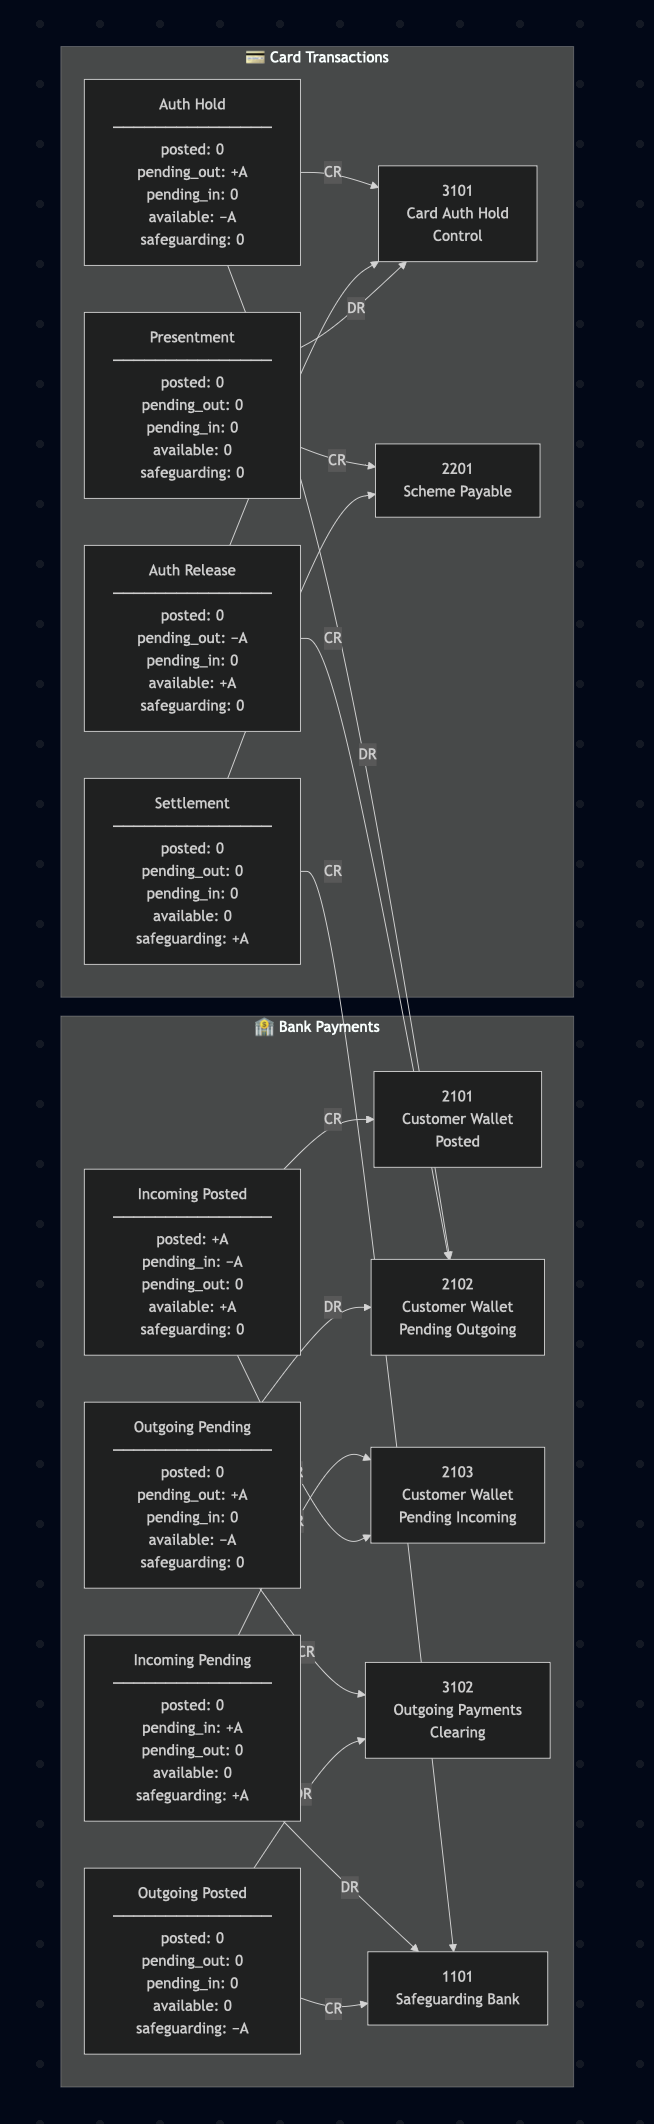 💳 Card Transactions
Auth Hold
posted: 0
pending_out: +A
pending_in: 0
available: −A
safeguarding: 0
CR
3101
Card Auth Hold
Control
DR
Presentment
posted: 0
pending_out: 0
pending_in: 0
available: 0
safeguarding: 0
CR
2201
Scheme Payable
Auth Release
posted: 0
pending_out: −A
pending_in: 0
available: +A
safeguarding: 0
CR
DR
Settlement
posted: 0
pending_out: 0
pending_in: 0
available: 0
safeguarding: +A
CR
🏦 Bank Payments
2101
Customer Wallet
Posted
CR
Incoming Posted
posted: +A
pending_in: −A
pending_out: 0
available: +A
safeguarding: 0
2102
Customer Wallet
Pending Outgoing
DR
Outgoing Pending
posted: 0
pending_out: +A
pending_in: 0
available: −A
safeguarding: 0
2103
Customer Wallet
Pending Incoming
CR
Incoming Pending
posted: 0
pending_in: +A
pending_out: 0
available: 0
safeguarding: +A
3102
Outgoing Payments
Clearing
DR
DR
Outgoing Posted
posted: 0
pending_out: 0
pending_in: 0
available: 0
safeguarding: −A
CR
1101
Safeguarding Bank